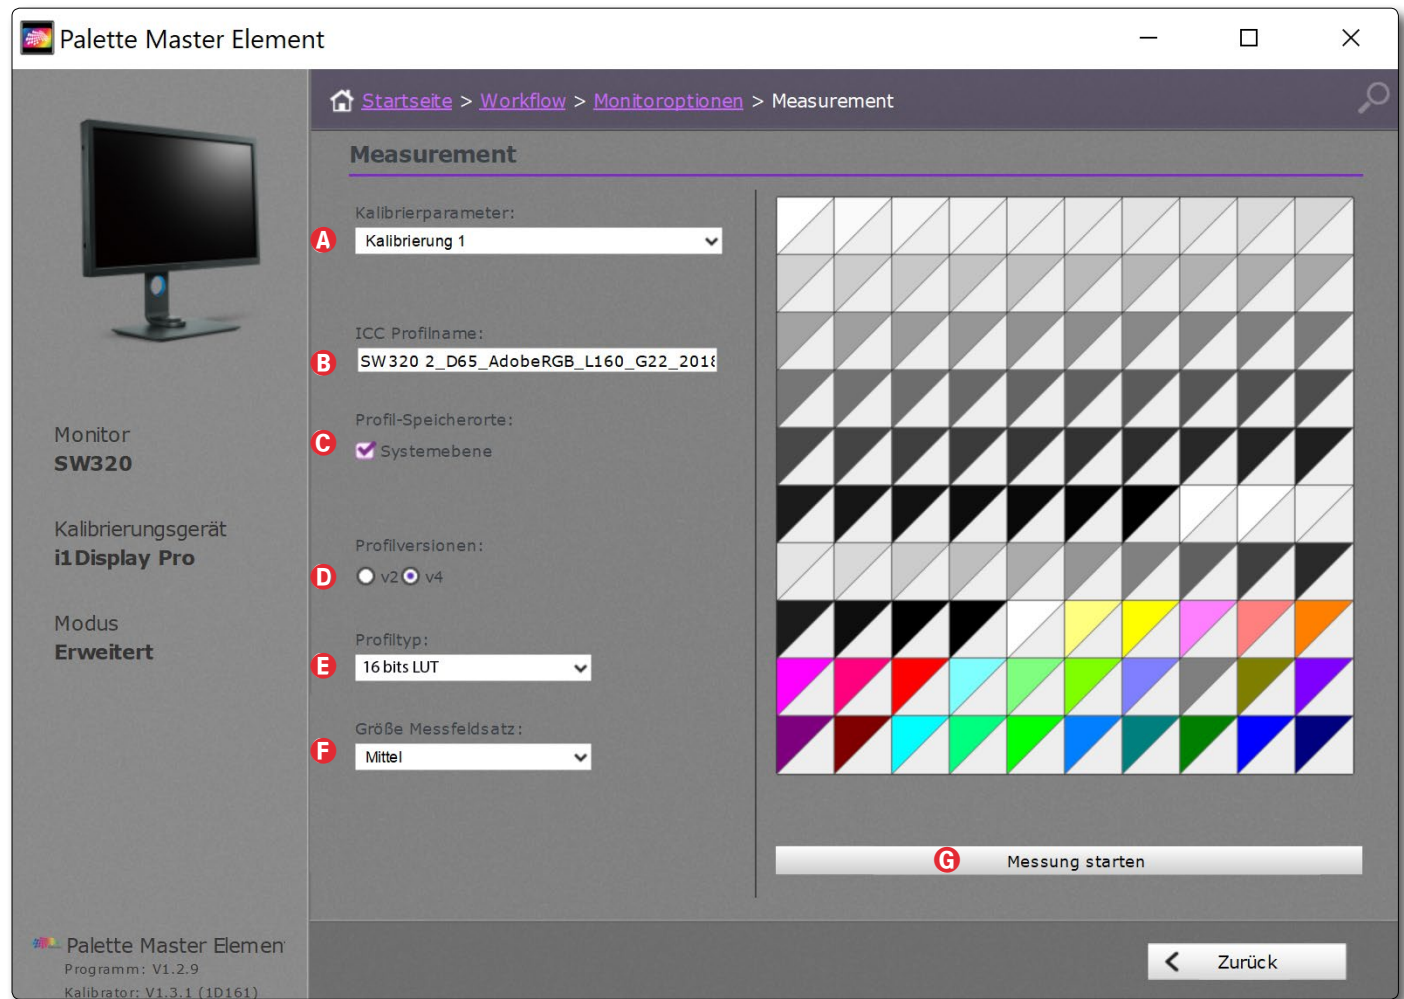 Palette Master Element
Startseite > Workflow > Monitoroptionen > Measurement
Measurement
Kalibrierparameter:
A
Kalibrierung 1
ICC Profilname:
B
SW320 2_D65_AdobeRGB_L160_G22_2018
Profil-Speicherorte:
C
Systemebene
Profilversionen:
D
v2 v4
Profiltyp:
E
16 bits LUT
Größe Messfeldsatz:
F
Mittel
G
Messung starten
Monitor
SW320
Kalibrierungsgerät
i1Display Pro
Modus
Erweitert
Palette Master Elemen
Programm: V1.2.9
Kalibrator: V1.3.1 (1D161)
Zurück